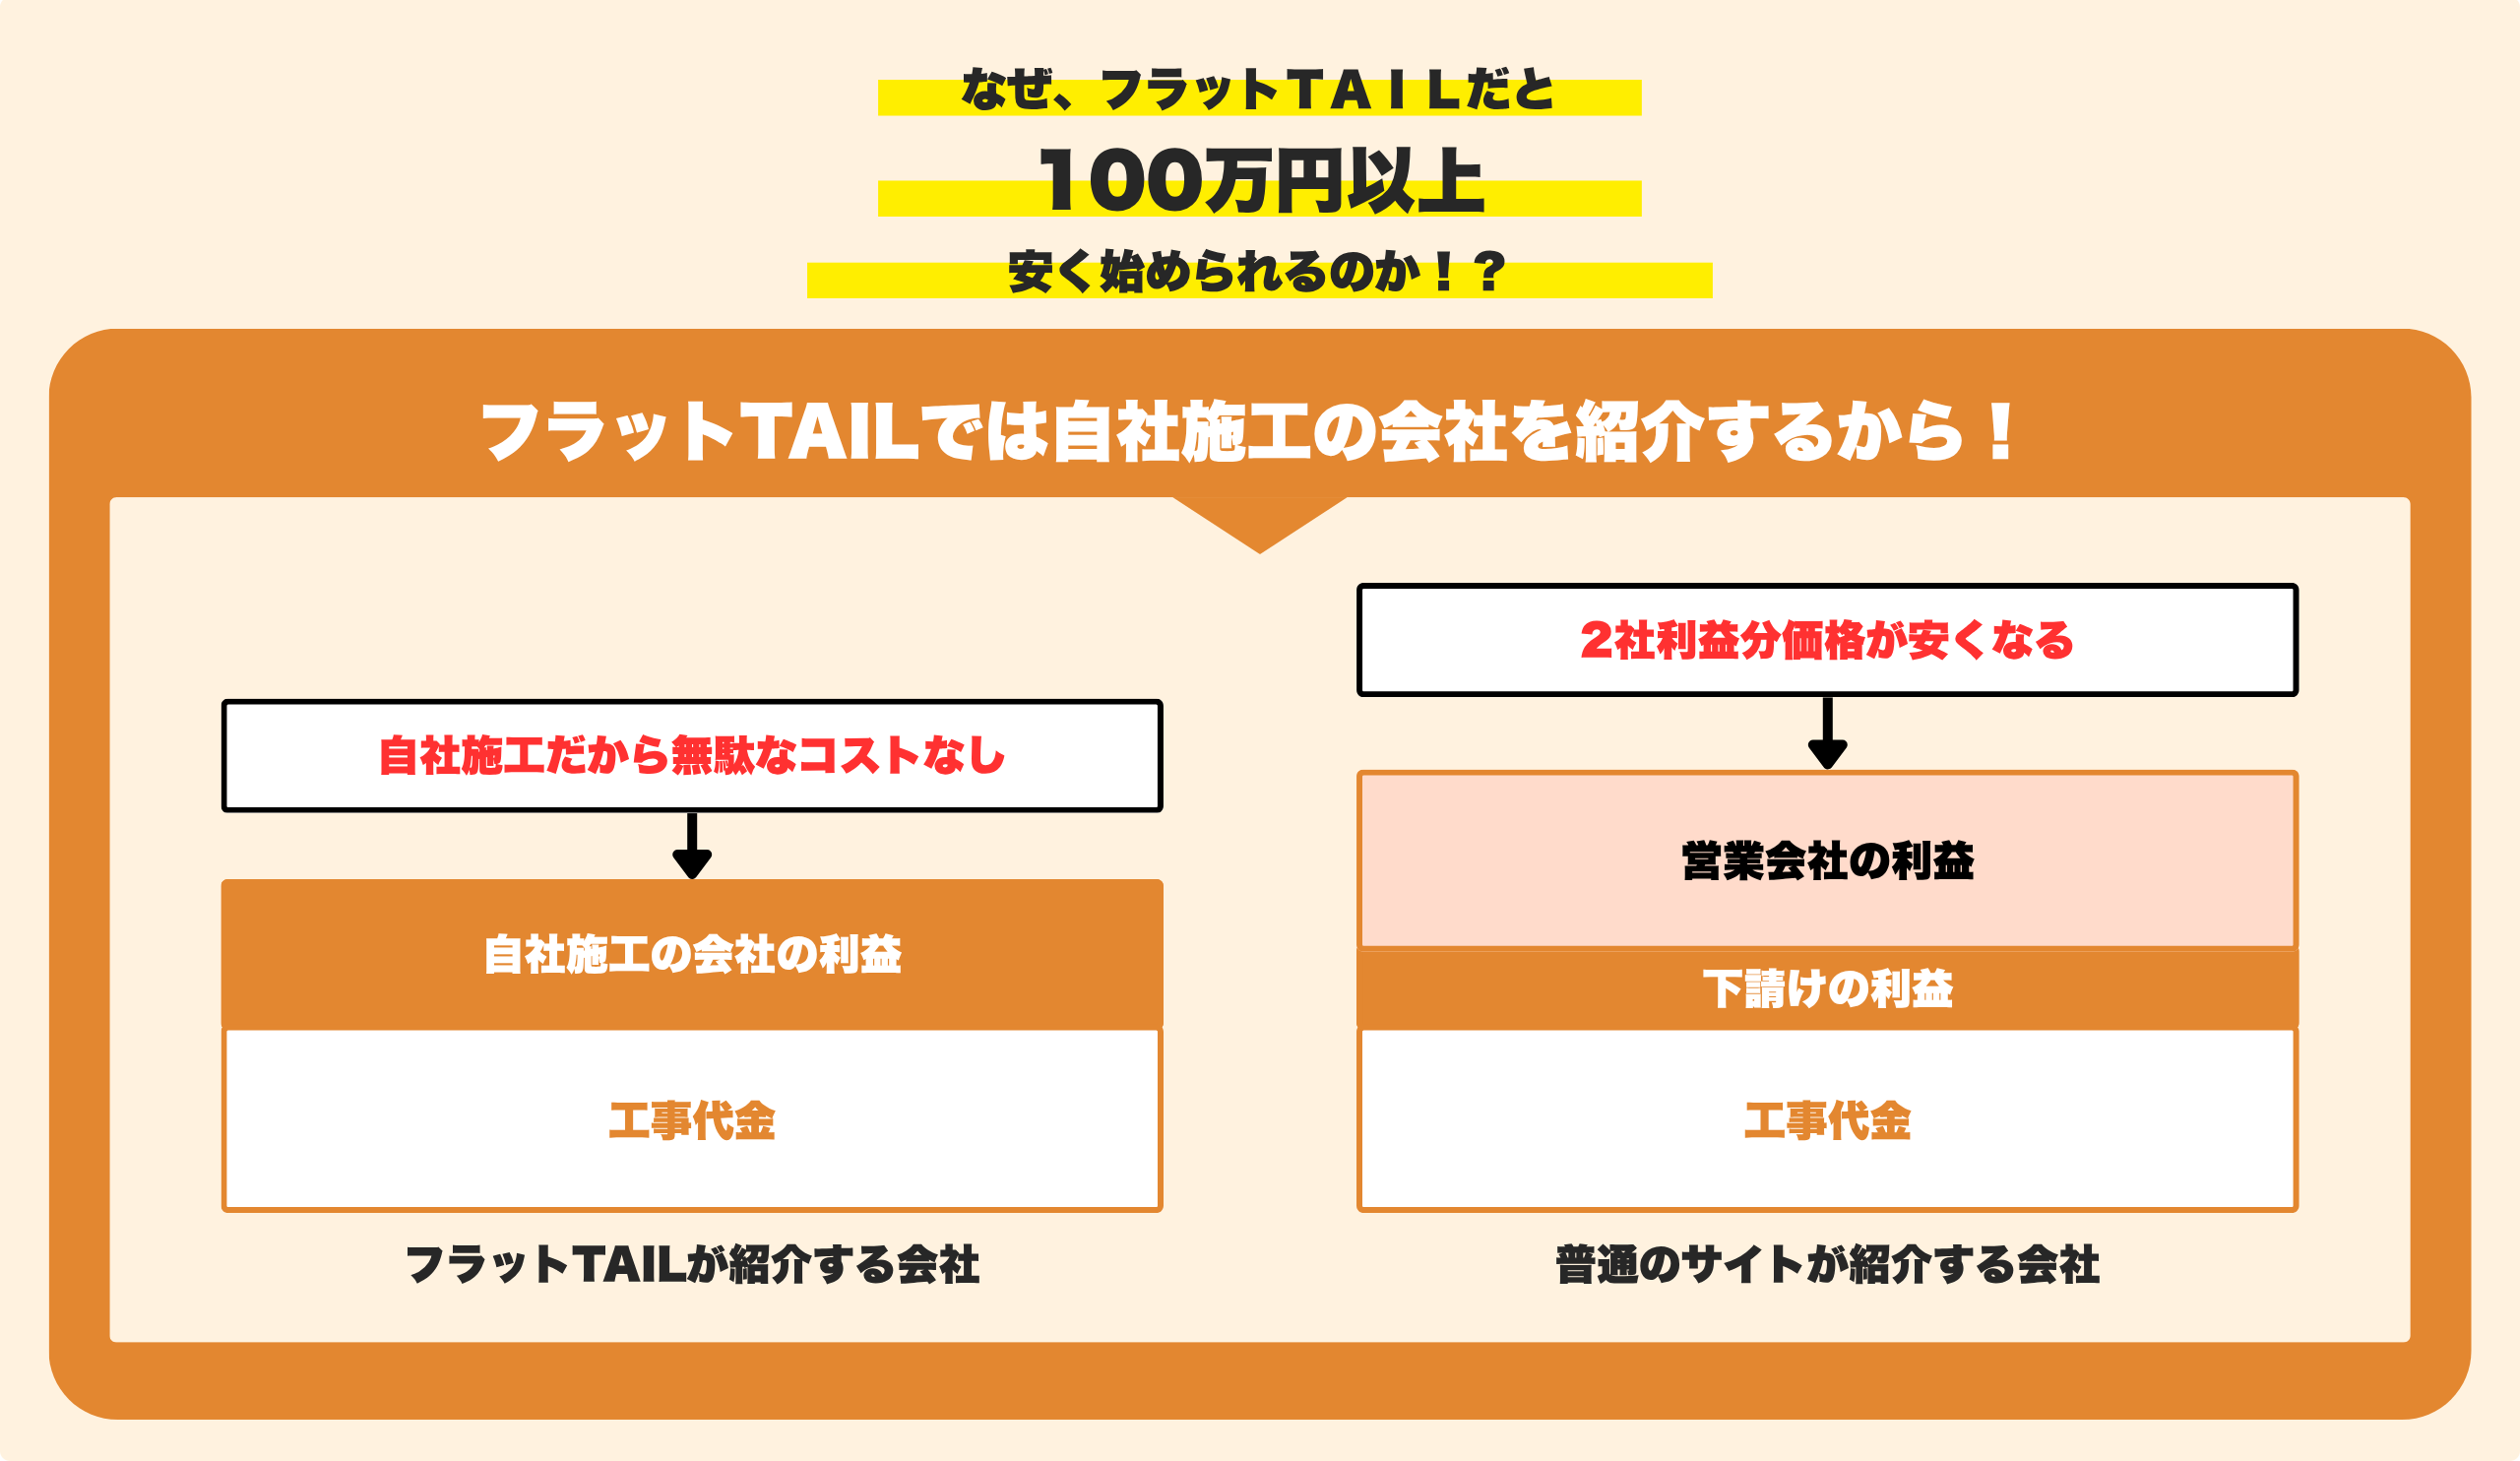 なぜ、フラットＴＡＩＬだと
100万円以上
安く始められるのか！？
フラットTAILでは自社施工の会社を紹介するから！
自社施工だから無駄なコストなし
自社施工の会社の利益
工事代金
フラットTAILが紹介する会社
2社利益分価格が安くなる
営業会社の利益
下請けの利益
工事代金
普通のサイトが紹介する会社